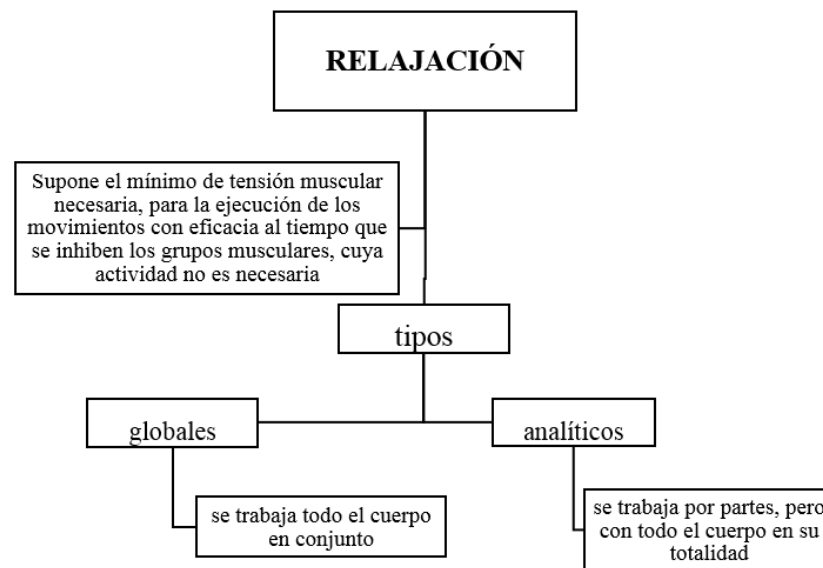 RELAJACIÓN
Supone el mínimo de tensión muscular
necesaria, para la ejecución de los
movimientos con eficacia al tiempo que
se inhiben los grupos musculares, cuya
actividad no es necesaria
tipos
globales
analíticos
se trabaja todo el cuerpo
en conjunto
se trabaja por partes, pero
con todo el cuerpo en su
totalidad